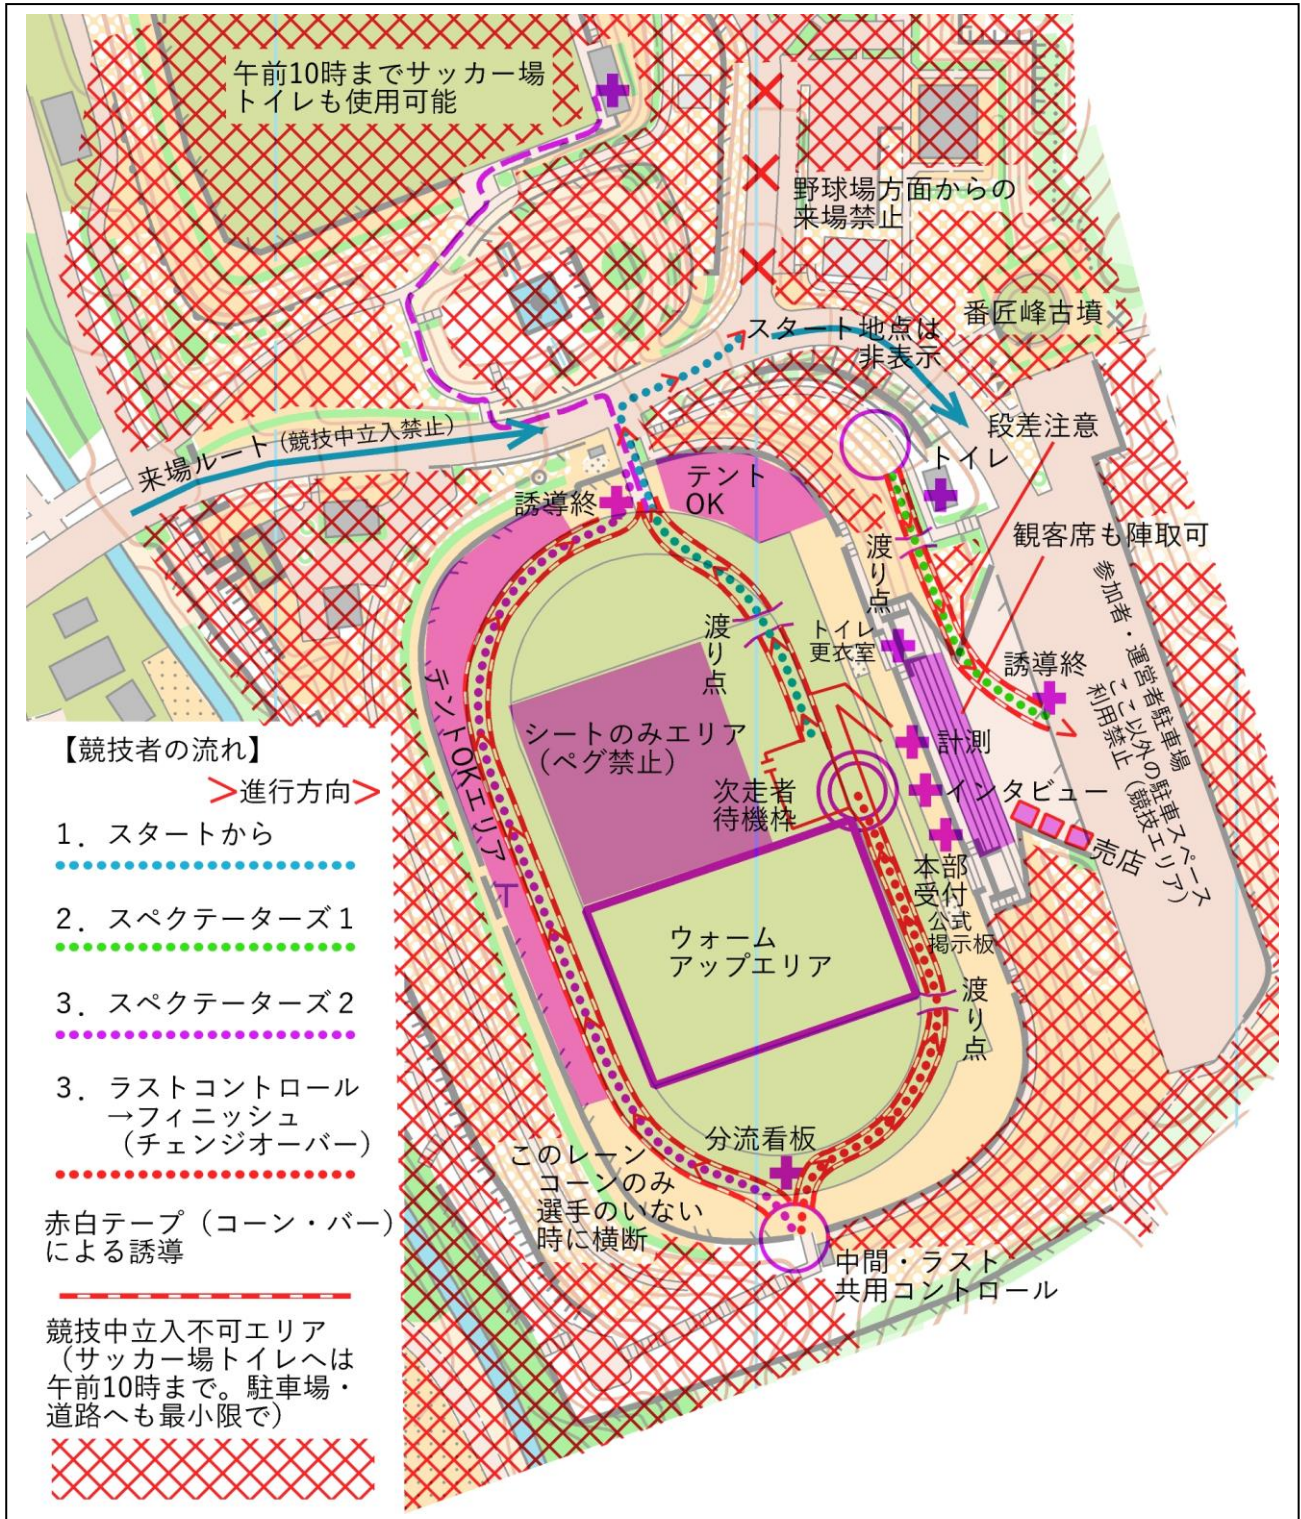 午前10時までサッカー場
トイレも使用可能
野球場方面からの
来場禁止
番匠峰古墳
スタート地点は
非表示
段差注意
来場ルート(競技中立入禁止)
トイレ
テント
OK
誘導終
観客席も陣取可
渡り点
参加者・運営者駐車場
ここ以外の駐車スペース
利用禁止(競技エリア)
トイレ
更衣室
渡り点
誘導終
テントOKエリア
シートのみエリア
(ペグ禁止)
計測
次走者
待機枠
インタビュー
売店
本部
受付
公式
掲示板
T
ウォーム
アップエリア
渡り点
分流看板
このレーン
コーンのみ
選手のいない
時に横断
中間・ラスト
共用コントロール
【競技者の流れ】
>進行方向>
1.スタートから
2.スペクテーターズ1
3.スペクテーターズ2
3.ラストコントロール
→フィニッシュ
(チェンジオーバー)
赤白テープ(コーン・バー)
による誘導
競技中立入不可エリア
(サッカー場トイレへは
午前10時まで。駐車場・
道路へも最小限で)